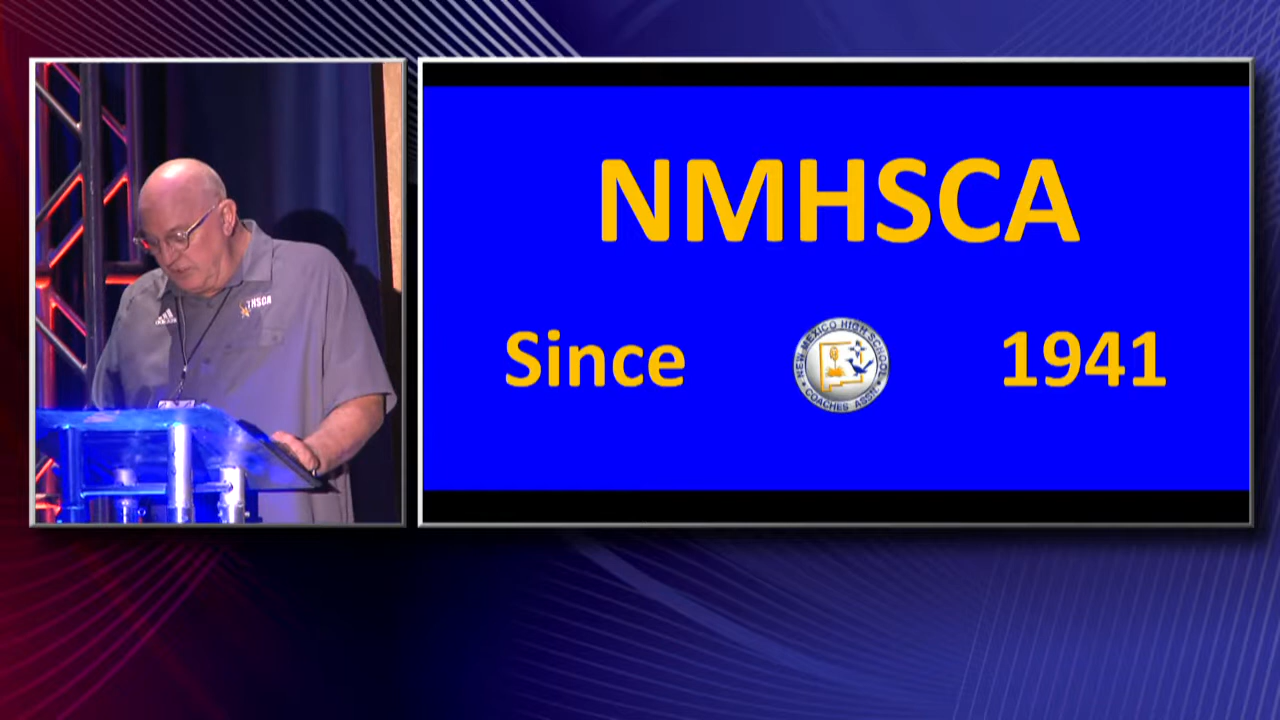 NMHSCA
Since
1941
NEW MEXICO HIGH SCHOOL
COACHES ASSN.